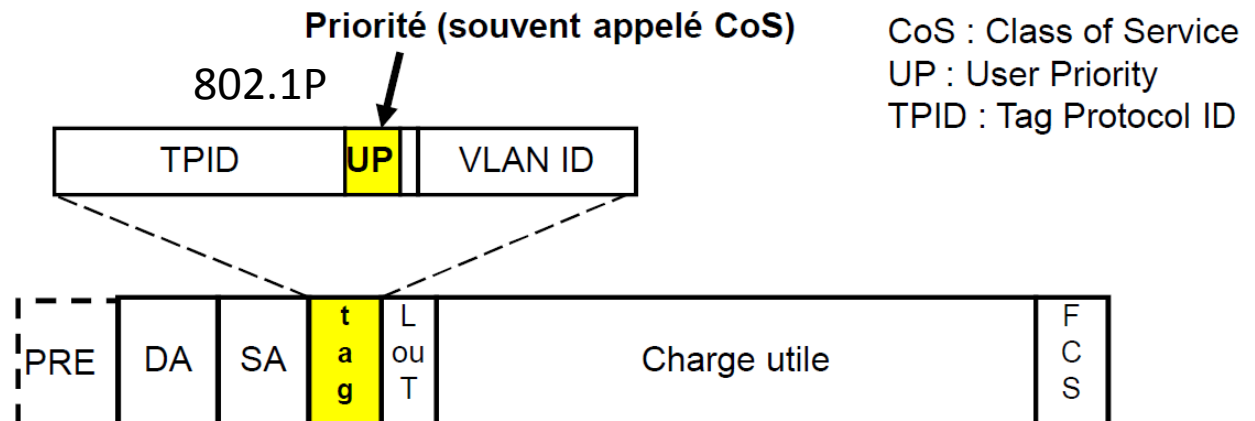 Priorité (souvent appelé CoS)
CoS : Class of Service
UP : User Priority
TPID : Tag Protocol ID
802.1P
TPID
UP
VLAN ID
PRE
DA
SA
t
a
g
L
ou
T
Charge utile
F
C
S